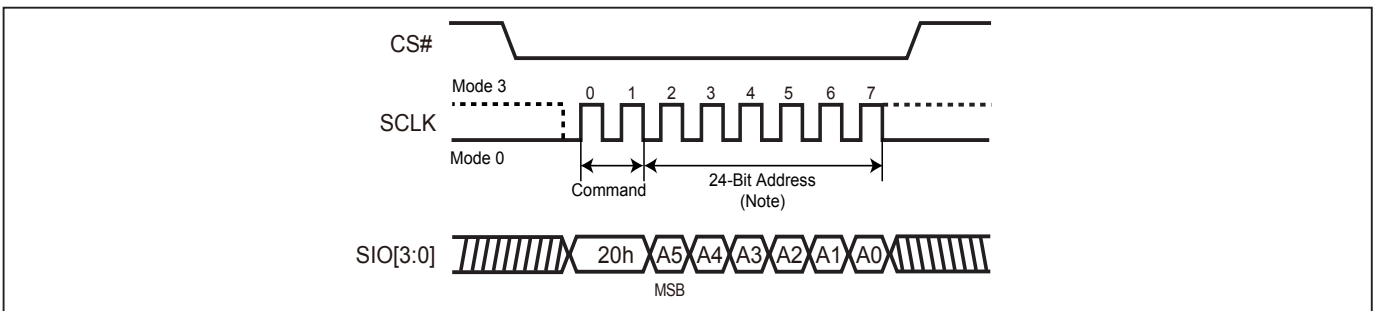 CS#
Mode 3
0 1 2 3 4 5 6 7
SCLK
Mode 0
Command
24-Bit Address
(Note)
SIO[3:0]
20h A5 A4 A3 A2 A1 A0
MSB